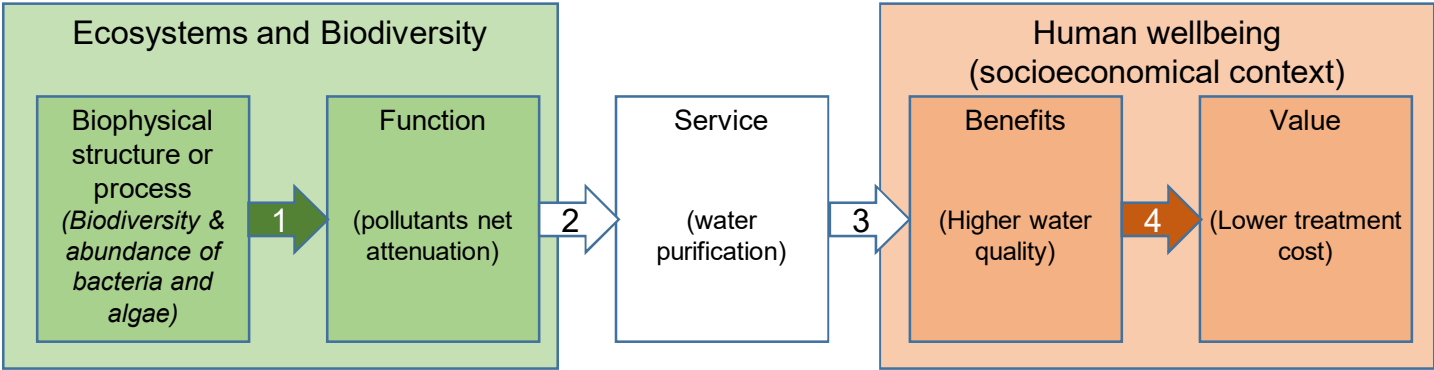 Ecosystems and Biodiversity
Biophysical
structure or
process
(Biodiversity &
abundance of
bacteria and
algae)
1
Function
(pollutants net
attenuation)
2
Service
(water
purification)
3
Human wellbeing
(socioeconomical context)
Benefits
(Higher water
quality)
4
Value
(Lower treatment
cost)